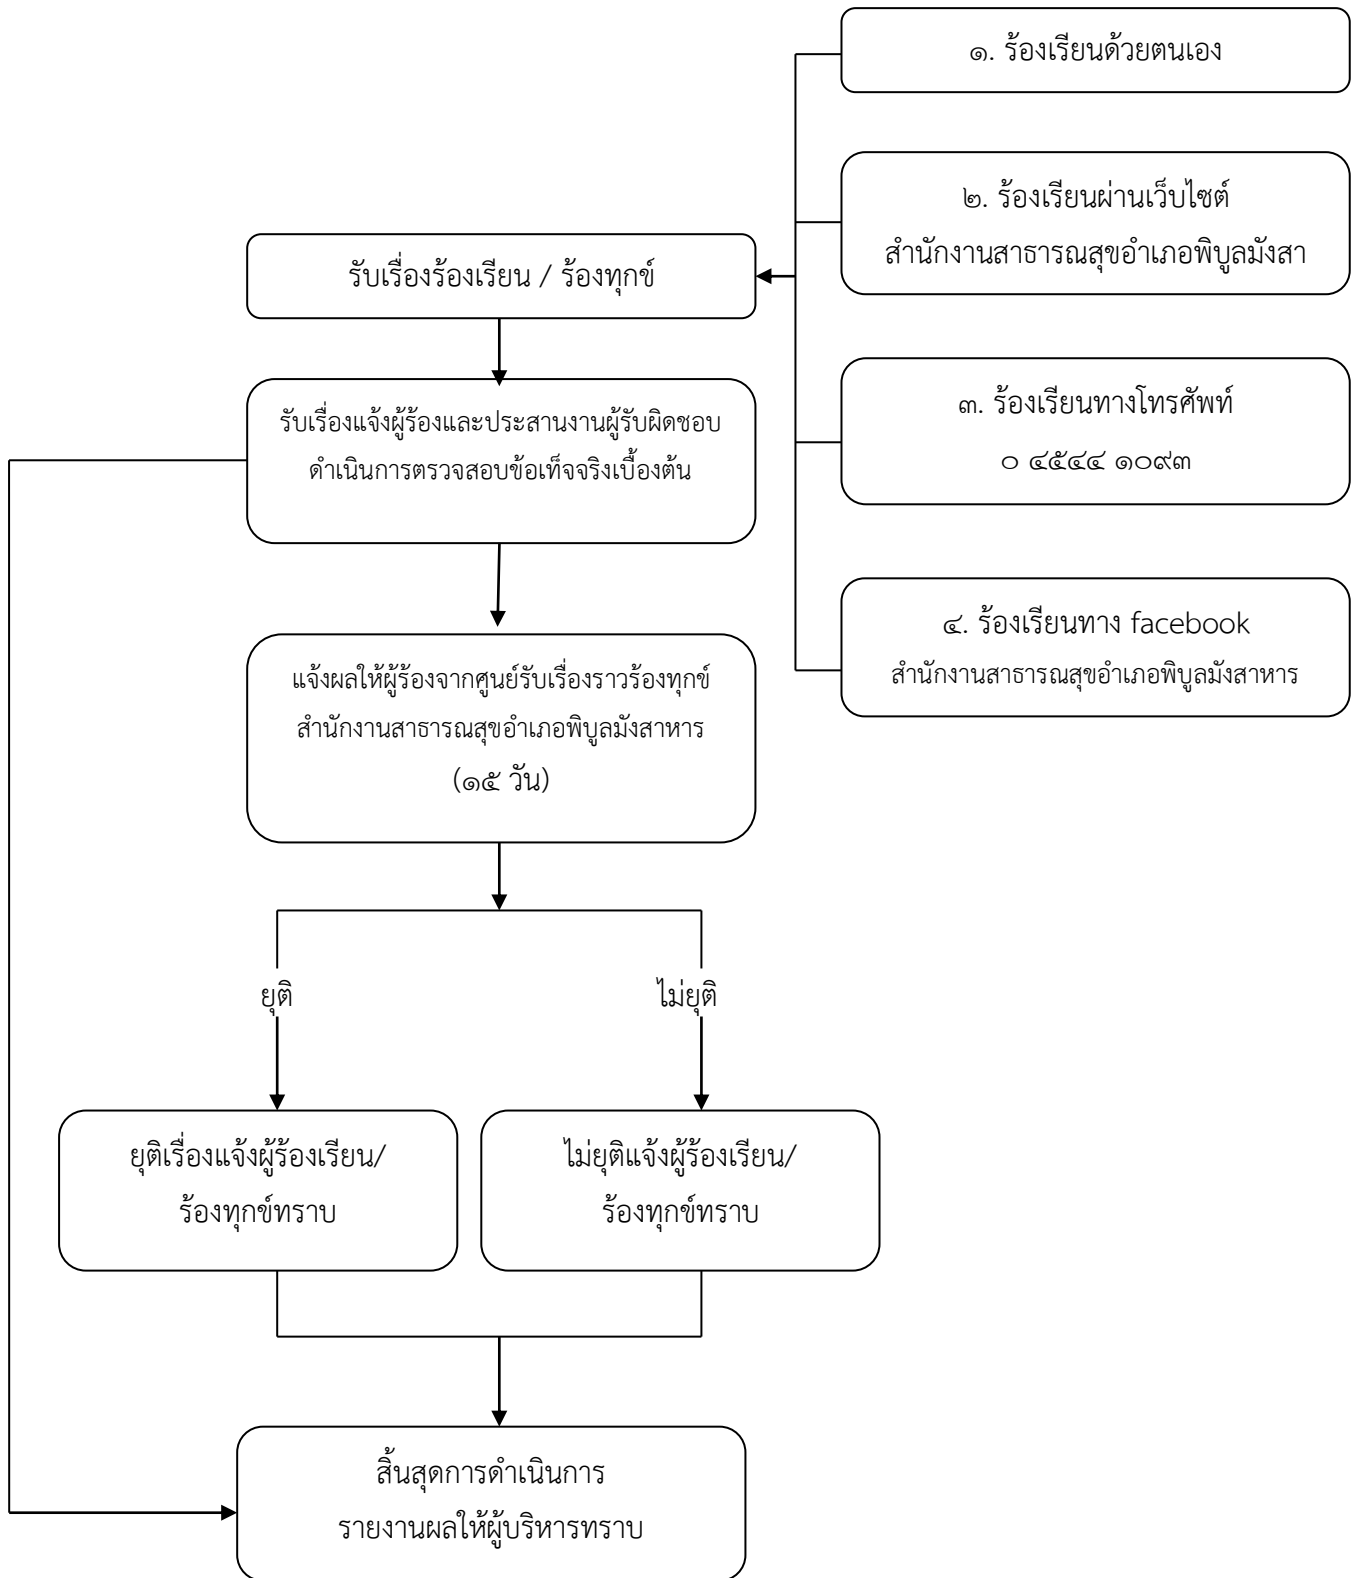 ๑. ร้องเรียนด้วยตนเอง
๒. ร้องเรียนผ่านเว็บไซต์
สำนักงานสาธารณสุขอำเภอพิบูลมังสา
รับเรื่องร้องเรียน / ร้องทุกข์
๓. ร้องเรียนทางโทรศัพท์
๐ ๔๕๔๔ ๑๐๙๓
รับเรื่องแจ้งผู้ร้องและประสานงานผู้รับผิดชอบ
ดำเนินการตรวจสอบข้อเท็จจริงเบื้องต้น
๔. ร้องเรียนทาง facebook
สำนักงานสาธารณสุขอำเภอพิบูลมังสาหาร
แจ้งผลให้ผู้ร้องจากศูนย์รับเรื่องราวร้องทุกข์
สำนักงานสาธารณสุขอำเภอพิบูลมังสาหาร
(๑๕ วัน)
ยุติ
ไม่ยุติ
ยุติเรื่องแจ้งผู้ร้องเรียน/
ร้องทุกข์ทราบ
ไม่ยุติแจ้งผู้ร้องเรียน/
ร้องทุกข์ทราบ
สิ้นสุดการดำเนินการ
รายงานผลให้ผู้บริหารทราบ